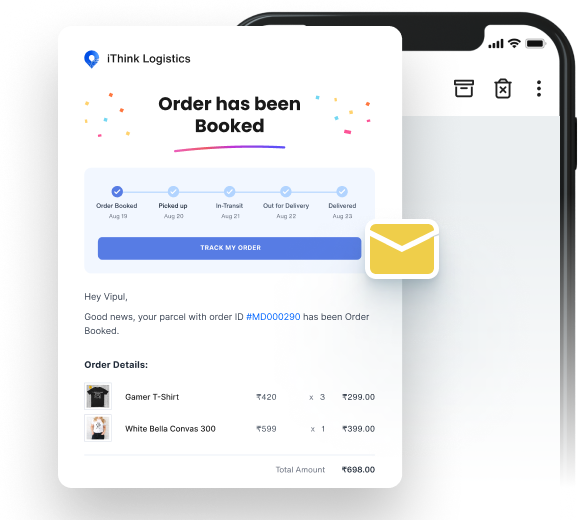 iThink Logistics
Order has been
Booked
Order Booked Picked up In-Transit Out for Delivery Delivered
Aug 19 Aug 20 Aug 21 Aug 22 Aug 23
TRACK MY ORDER
Hey Vipul,
Good news, your parcel with order ID #MD000290 has been Order
Booked.
Order Details:
Gamer T-Shirt ₹420 x 3 ₹299.00
White Bella Convas 300 ₹599 x 1 ₹399.00
Total Amount ₹698.00